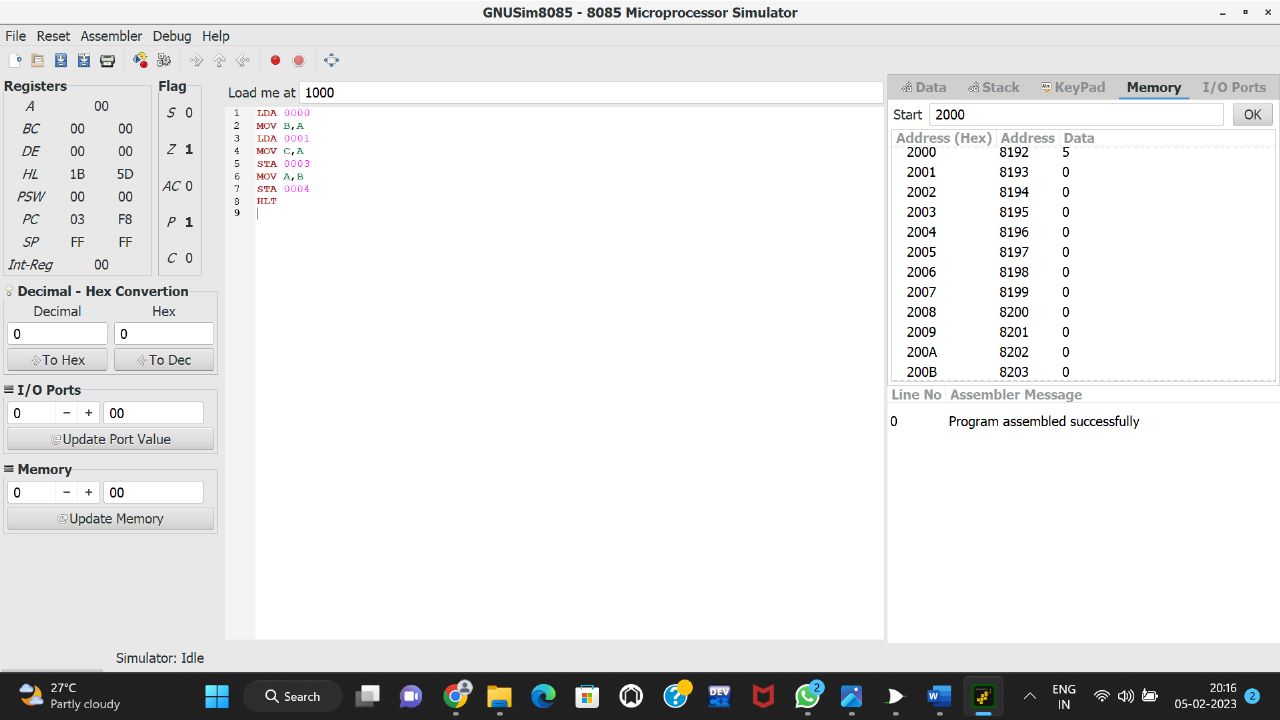 GNUSim8085 - 8085 Microprocessor Simulator
File Reset Assembler Debug Help
Registers
A 00
BC 00 00
DE 00 00
HL 1B 5D
PSW 00 00
PC 03 F8
SP FF FF
Int-Reg 00
Flag
S 0
Z 1
AC 0
P 1
C 0
Decimal - Hex Convertion
Decimal Hex
0 0
To Hex To Dec
I/O Ports
0 − + 00
Update Port Value
Memory
0 − + 00
Update Memory
Load me at 1000
1 LDA 0000
2 MOV B,A
3 LDA 0001
4 MOV C,A
5 STA 0003
6 MOV A,B
7 STA 0004
8 HLT
9
Data Stack KeyPad Memory I/O Ports
Start 2000 OK
Address (Hex) Address Data
2000 8192 5
2001 8193 0
2002 8194 0
2003 8195 0
2004 8196 0
2005 8197 0
2006 8198 0
2007 8199 0
2008 8200 0
2009 8201 0
200A 8202 0
200B 8203 0
Line No Assembler Message
0 Program assembled successfully
Simulator: Idle
27°C
Partly cloudy
Search
DEV
2
ENG
IN
20:16
05-02-2023
2